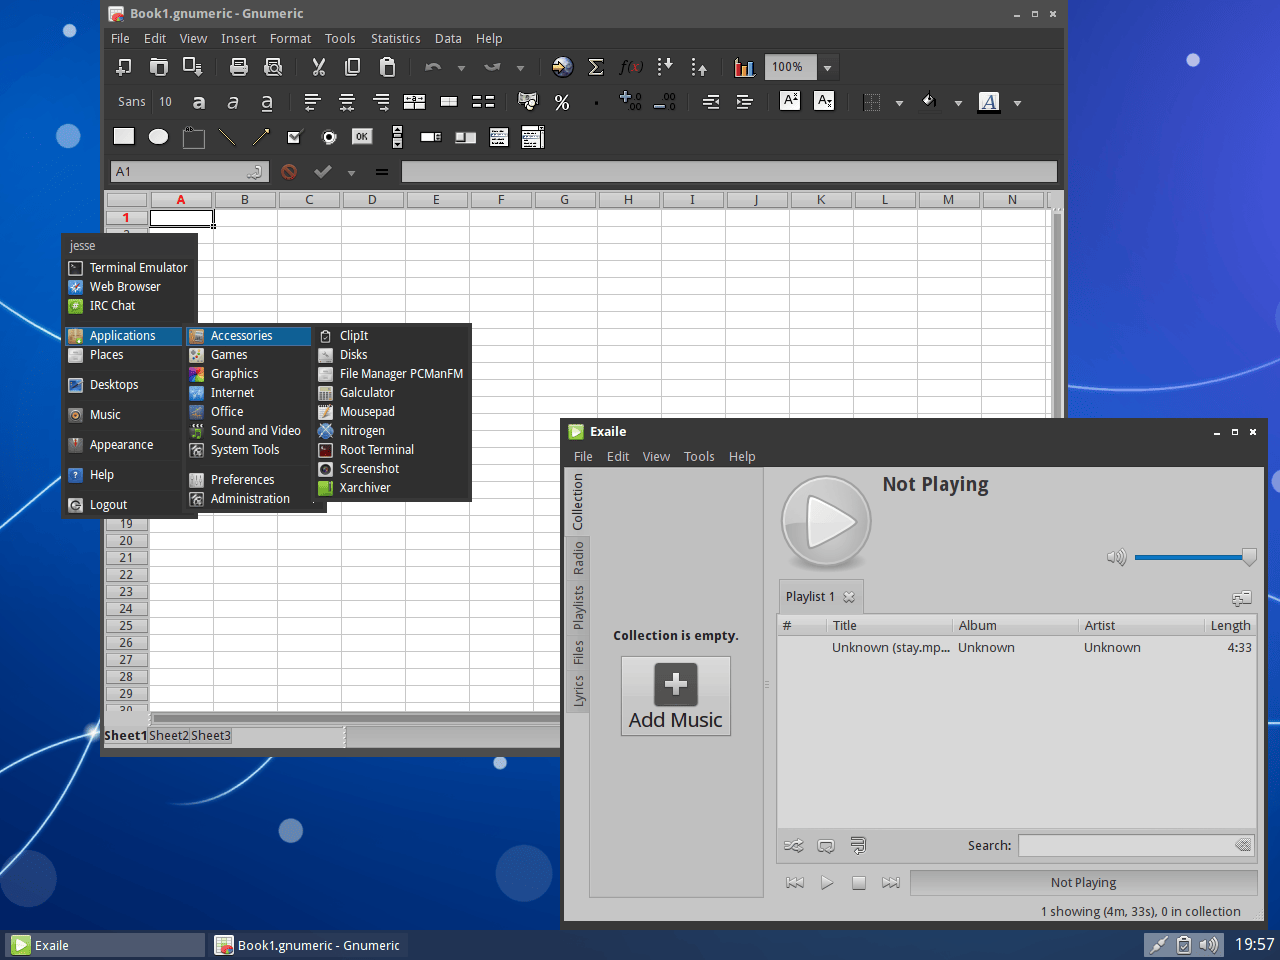 Book1.gnumeric - Gnumeric
File Edit View Insert Format Tools Statistics Data Help
f(x) 100%
Sans 10 a a a
OK
A1
A B C D E F G H I J K L M N
1
jesse
Terminal Emulator
Web Browser
IRC Chat
Applications
Places
Desktops
Music
Appearance
Help
Logout
Accessories
Games
Graphics
Internet
Office
Sound and Video
System Tools
Preferences
Administration
ClipIt
Disks
File Manager PCManFM
Galculator
Mousepad
nitrogen
Root Terminal
Screenshot
Xarchiver
19
20
21
22
23
24
25
26
27
28
29
30
Sheet1 Sheet2 Sheet3
Exaile
File Edit View Tools Help
Collection
Radio
Playlists
Files
Lyrics
Collection is empty.
Add Music
Not Playing
Playlist 1
# Title Album Artist Length
Unknown (stay.mp... Unknown Unknown 4:33
Search:
Not Playing
1 showing (4m, 33s), 0 in collection
Exaile
Book1.gnumeric - Gnumeric
19:57